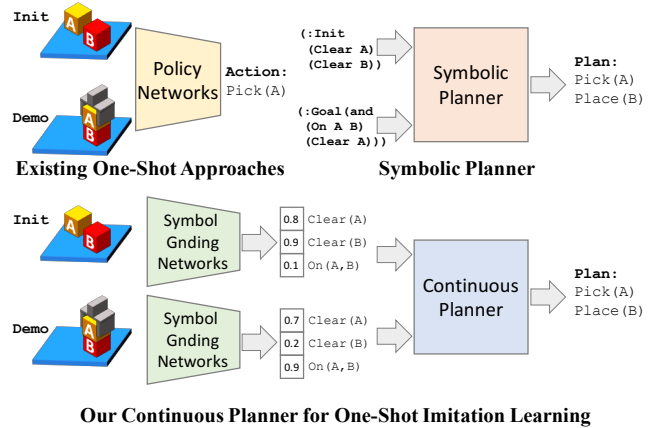 Init
A
B
Policy
Networks
Action:
Pick(A)
Demo
A
B
Existing One-Shot Approaches
(:Init
(Clear A)
(Clear B))
(:Goal(and
(On A B)
(Clear A)))
Symbolic
Planner
Plan:
Pick(A)
Place(B)
Symbolic Planner
Init
A
B
Symbol
Gnding
Networks
0.8 Clear(A)
0.9 Clear(B)
0.1 On(A,B)
Demo
A
B
Symbol
Gnding
Networks
0.7 Clear(A)
0.2 Clear(B)
0.9 On(A,B)
Continuous
Planner
Plan:
Pick(A)
Place(B)
Our Continuous Planner for One-Shot Imitation Learning